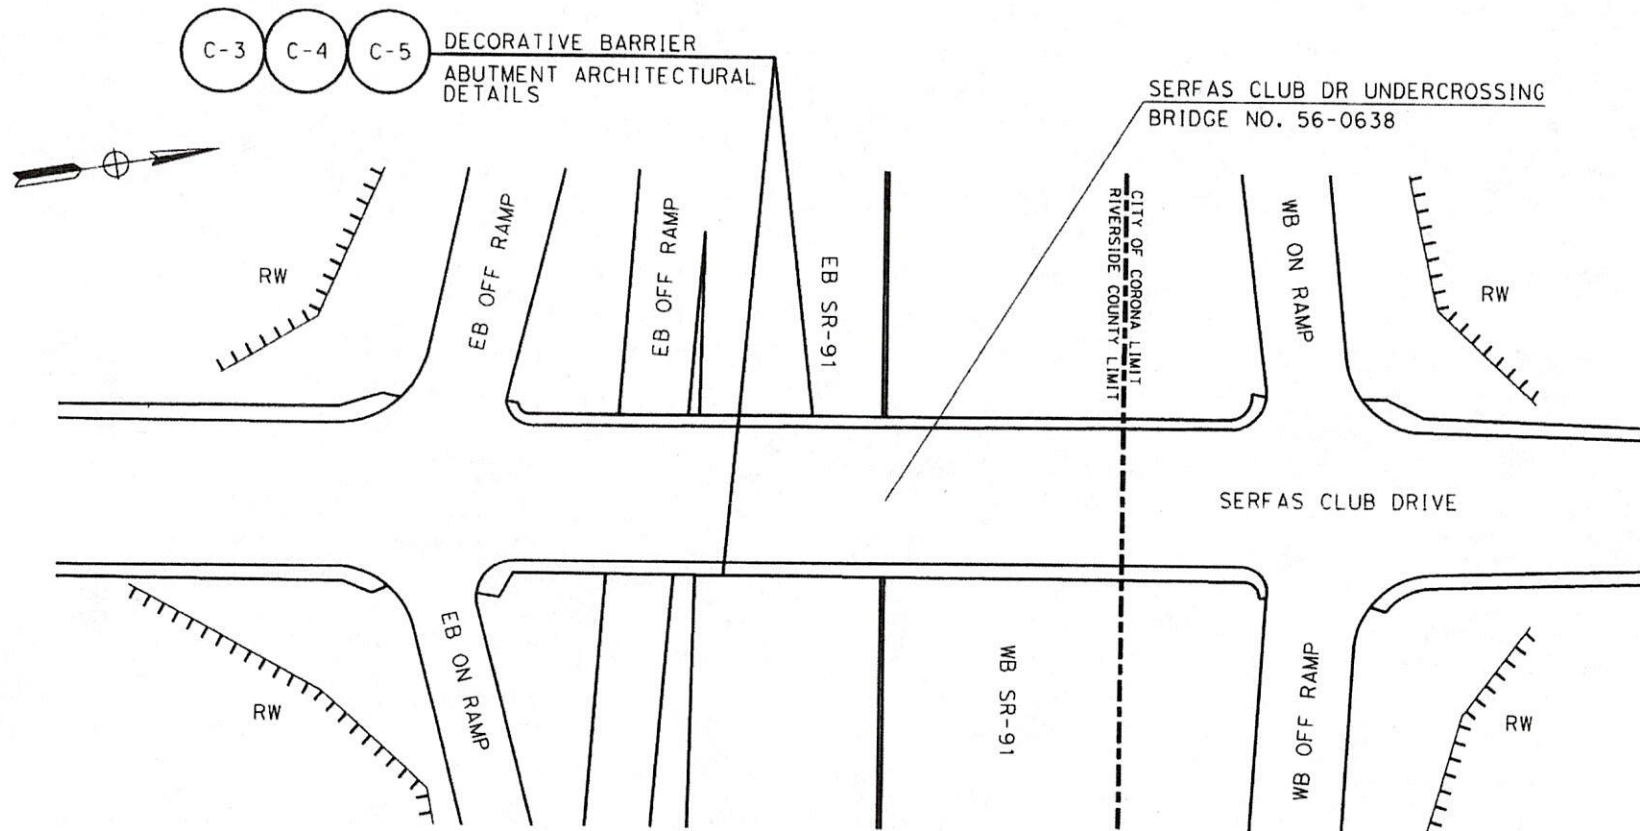 C-3 C-4 C-5
DECORATIVE BARRIER
ABUTMENT ARCHITECTURAL
DETAILS
SERFAS CLUB DR UNDERCROSSING
BRIDGE NO. 56-0638
RW
EB OFF RAMP
EB OFF RAMP
EB SR-91
CITY OF CORONA LIMIT
RIVERSIDE COUNTY LIMIT
WB ON RAMP
RW
SERFAS CLUB DRIVE
RW
EB ON RAMP
WB SR-91
WB OFF RAMP
RW